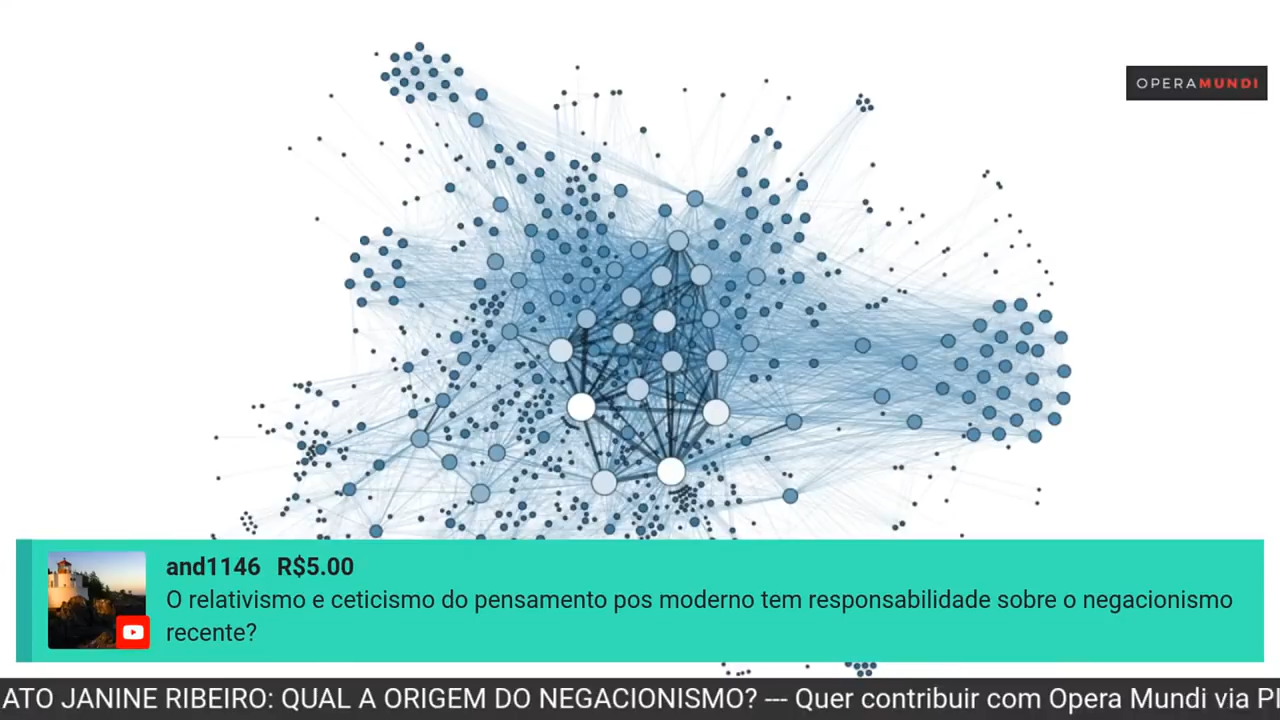 OPERAMUNDI
and1146 R$5.00
O relativismo e ceticismo do pensamento pos moderno tem responsabilidade sobre o negacionismo
recente?
ATO JANINE RIBEIRO: QUAL A ORIGEM DO NEGACIONISMO? --- Quer contribuir com Opera Mundi via PI